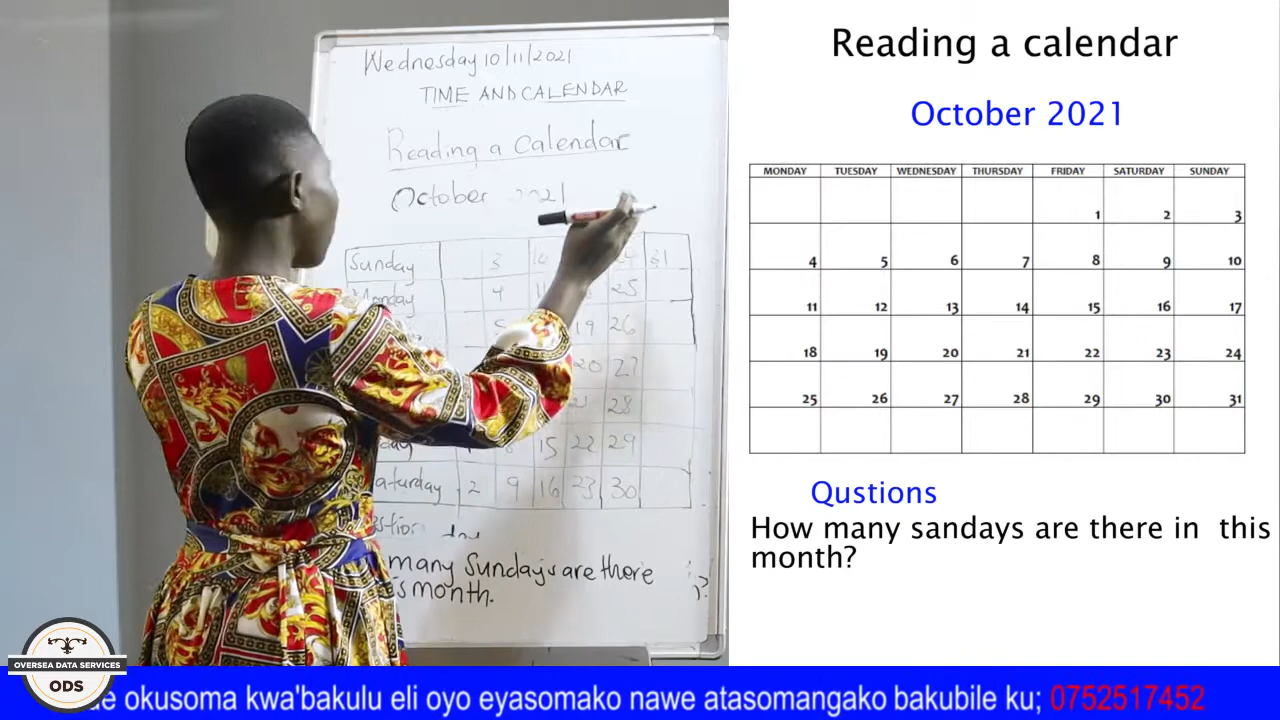 Wednesday 10/11/2021
TIME AND CALENDAR
Reading a Calendar
October 2021
Sunday 3 31
Monday 4 25
19 26
20 27
28
15 22 29
aturday 2 9 16 23 30
many Sundays are there
month.
?
Reading a calendar
October 2021
MONDAY TUESDAY WEDNESDAY THURSDAY FRIDAY SATURDAY SUNDAY
1 2 3
4 5 6 7 8 9 10
11 12 13 14 15 16 17
18 19 20 21 22 23 24
25 26 27 28 29 30 31
Qustions
How many sandays are there in this
month?
OVERSEA DATA SERVICES
ODS
okusoma kwa'bakulu eli oyo eyasomako nawe atasomangako bakubile ku; 0752517452